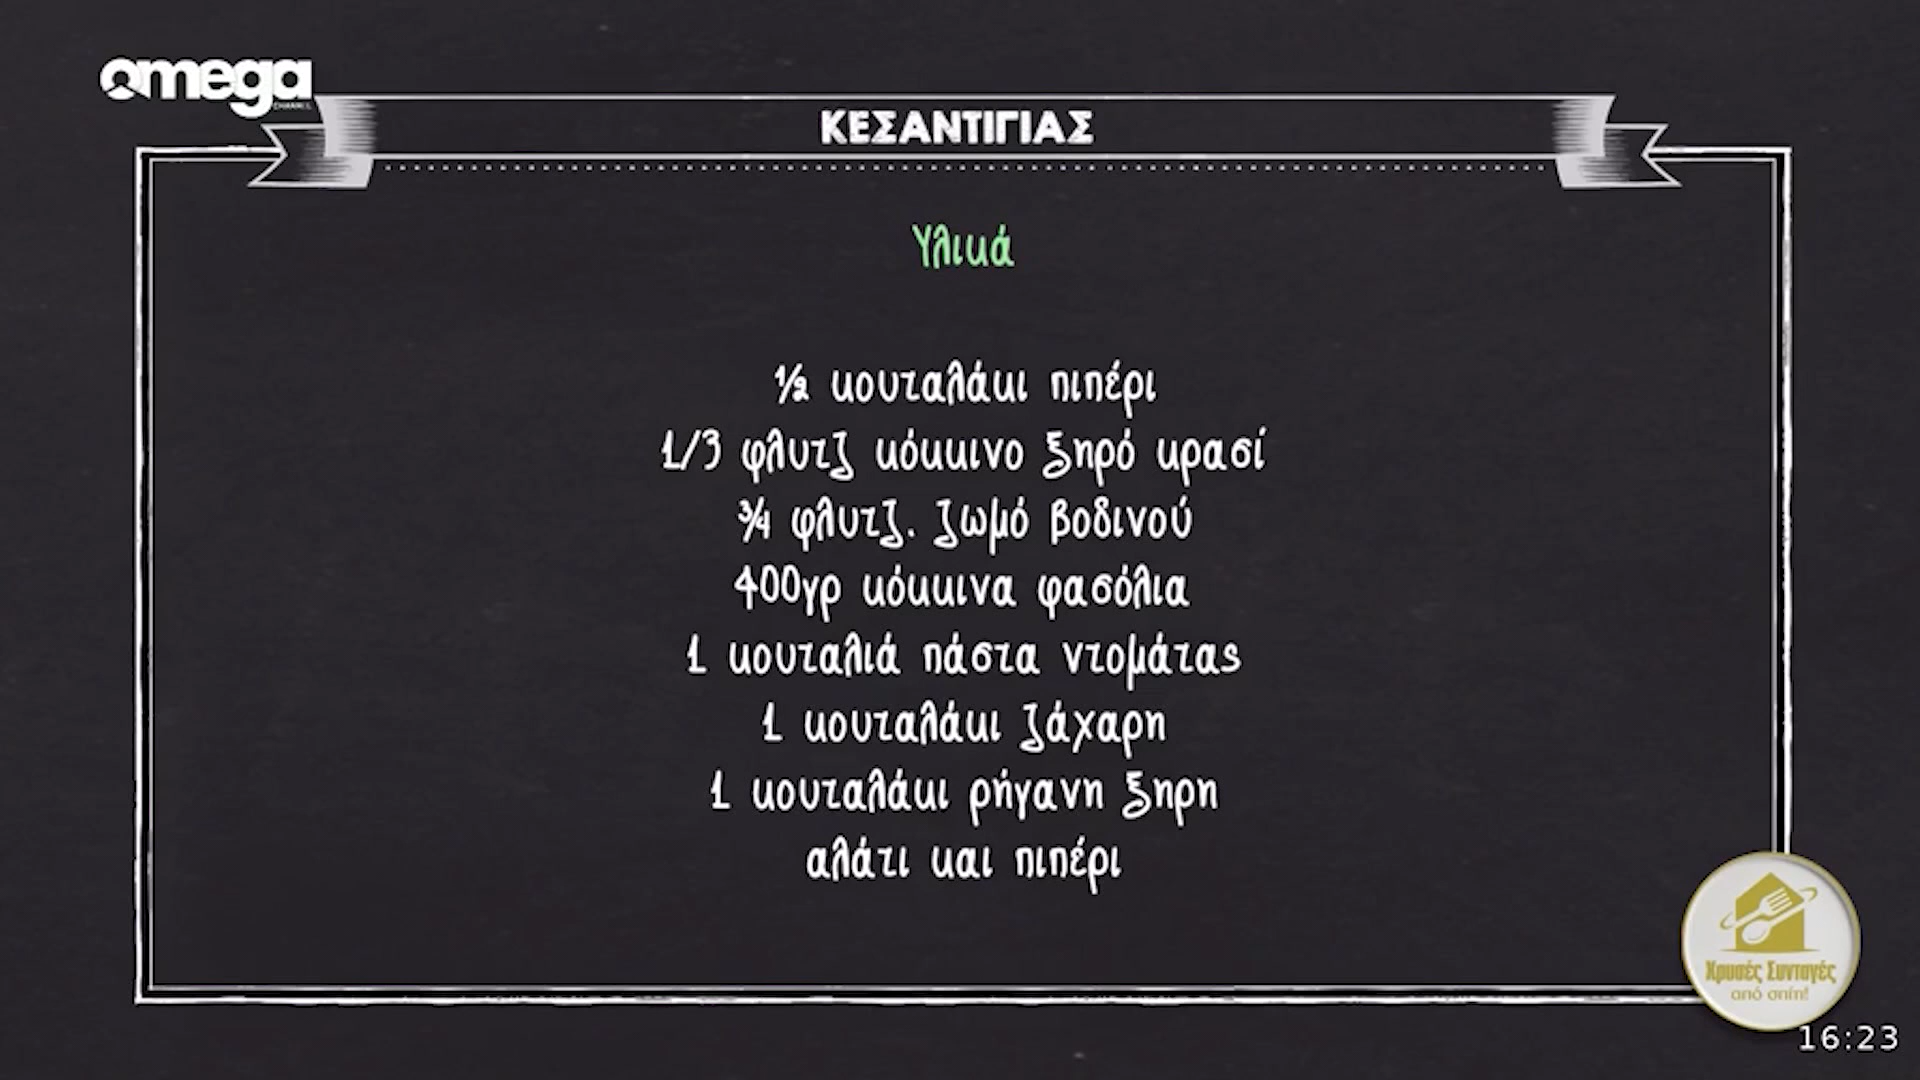 omega
CHANNEL
ΚΕΣΑΝΤΙΓΙΑΣ
Υλικά
½ κουταλάκι πιπέρι
1/3 φλυτζ κόκκινο ξηρό κρασί
¾ φλυτζ. ζωμό βοδινού
400γρ κόκκινα φασόλια
1 κουταλιά πάστα ντομάτας
1 κουταλάκι ζάχαρη
1 κουταλάκι ρήγανη ξηρη
αλάτι και πιπέρι
Χρυσές Συνταγές
από σπίτι!
16:23